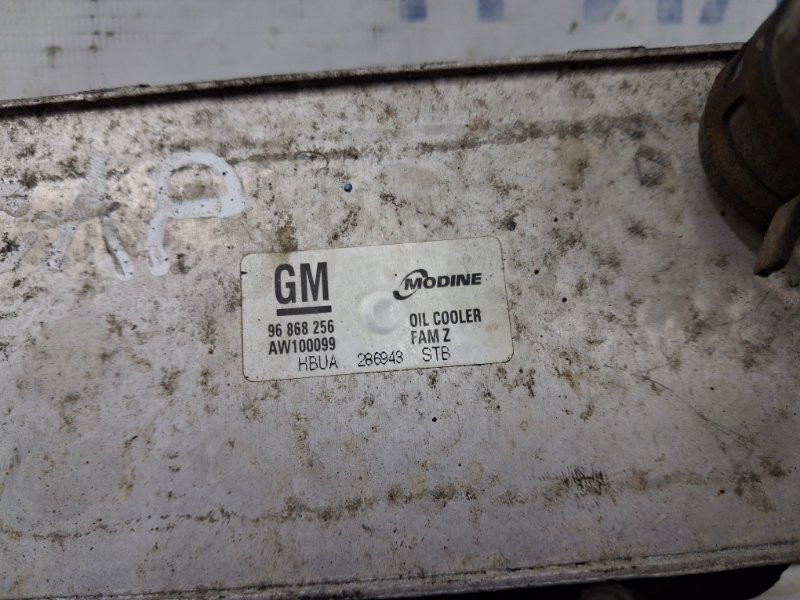 GM MODINE
96 868 256 OIL COOLER
AW100099 FAM Z
HBUA 286943 STB